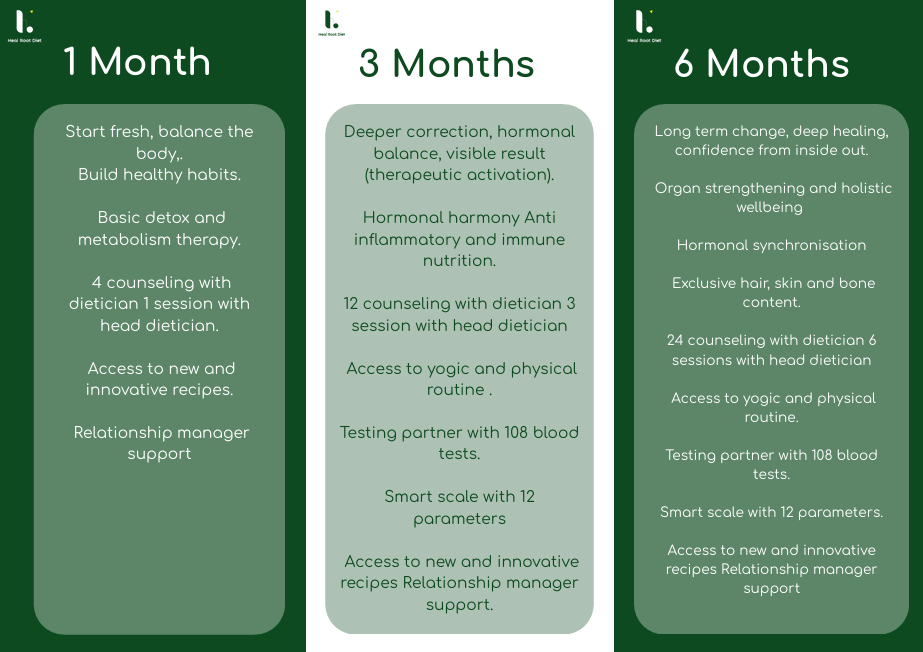 Heal Root Diet
1 Month
Start fresh, balance the
body,.
Build healthy habits.
Basic detox and
metabolism therapy.
4 counseling with
dietician 1 session with
head dietician.
Access to new and
innovative recipes.
Relationship manager
support
Heal Root Diet
3 Months
Deeper correction, hormonal
balance, visible result
(therapeutic activation).
Hormonal harmony Anti
inflammatory and immune
nutrition.
12 counseling with dietician 3
session with head dietician
Access to yogic and physical
routine .
Testing partner with 108 blood
tests.
Smart scale with 12
parameters
Access to new and innovative
recipes Relationship manager
support.
Heal Root Diet
6 Months
Long term change, deep healing,
confidence from inside out.
Organ strengthening and holistic
wellbeing
Hormonal synchronisation
Exclusive hair, skin and bone
content.
24 counseling with dietician 6
sessions with head dietician
Access to yogic and physical
routine.
Testing partner with 108 blood
tests.
Smart scale with 12 parameters.
Access to new and innovative
recipes Relationship manager
support